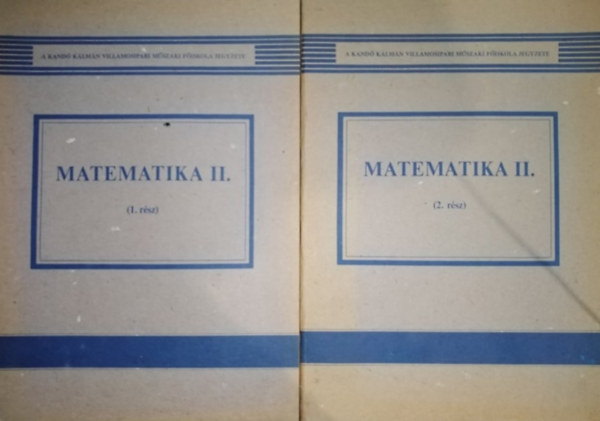 A KANDÓ KÁLMÁN VILLAMOSIPARI MŰSZAKI FŐISKOLA JEGYZETE
MATEMATIKA II.
(1. rész)
A KANDÓ KÁLMÁN VILLAMOSIPARI MŰSZAKI FŐISKOLA JEGYZETE
MATEMATIKA II.
(2. rész)